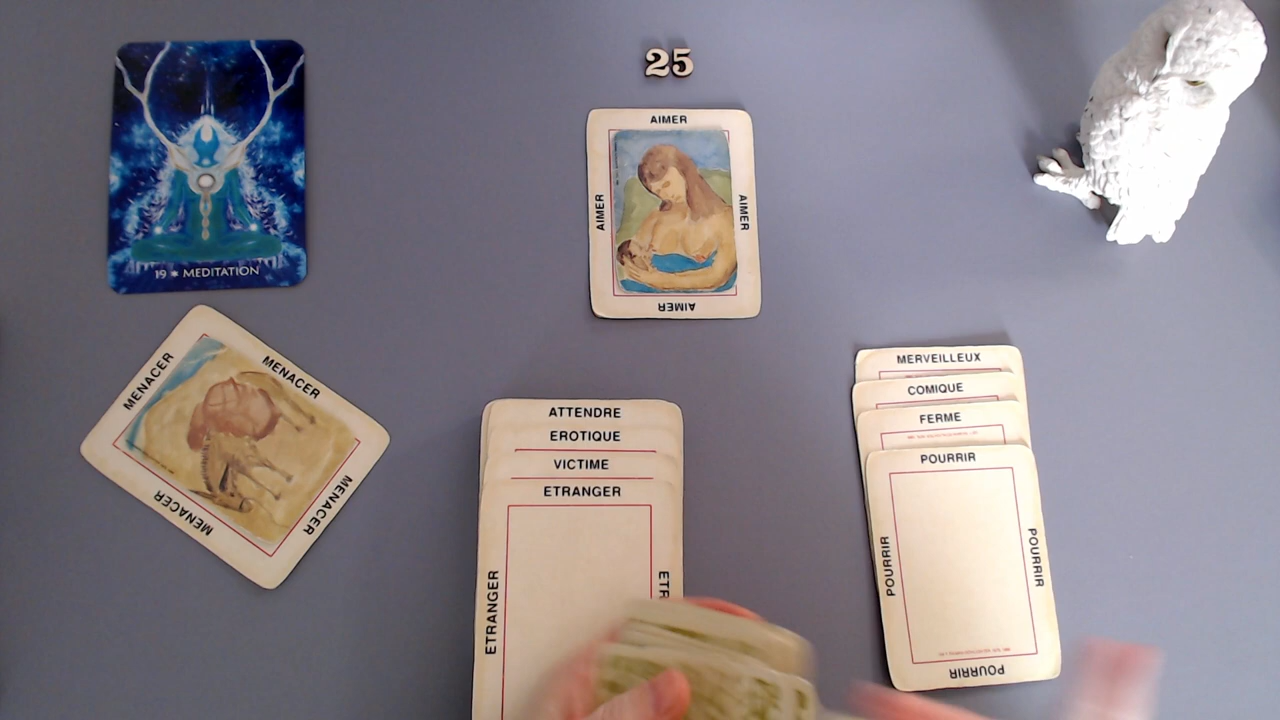 25
19 * MEDITATION
AIMER
AIMER
AIMER
AIMER
MENACER
MENACER
MENACER
MENACER
ATTENDRE
EROTIQUE
VICTIME
ETRANGER
ETRANGER
ETR
MERVEILLEUX
COMIQUE
FERME
POURRIR
POURRIR
POURRIR
POURRIR